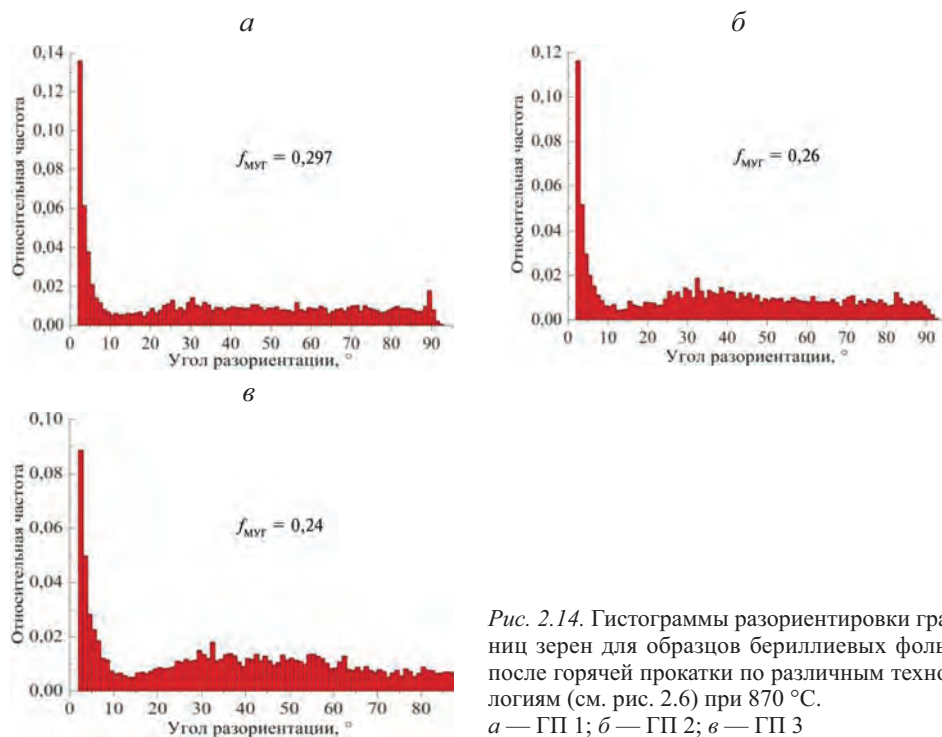 а
0,14
0,12
0,10
0,08
0,06
0,04
0,02
0,00
Относительная частота
f МУГ = 0,297
0 10 20 30 40 50 60 70 80 90
Угол разориентации, °
б
0,12
0,10
0,08
0,06
0,04
0,02
0,00
Относительная частота
f МУГ = 0,26
0 10 20 30 40 50 60 70 80 90
Угол разориентации, °
в
0,10
0,08
0,06
0,04
0,02
0,00
Относительная частота
f МУГ = 0,24
0 10 20 30 40 50 60 70 80
Угол разориентации, °
Рис. 2.14. Гистограммы разориентировки гра
ниц зерен для образцов бериллиевых фоль
после горячей прокатки по различным техно
логиям (см. рис. 2.6) при 870 °C.
а — ГП 1; б — ГП 2; в — ГП 3